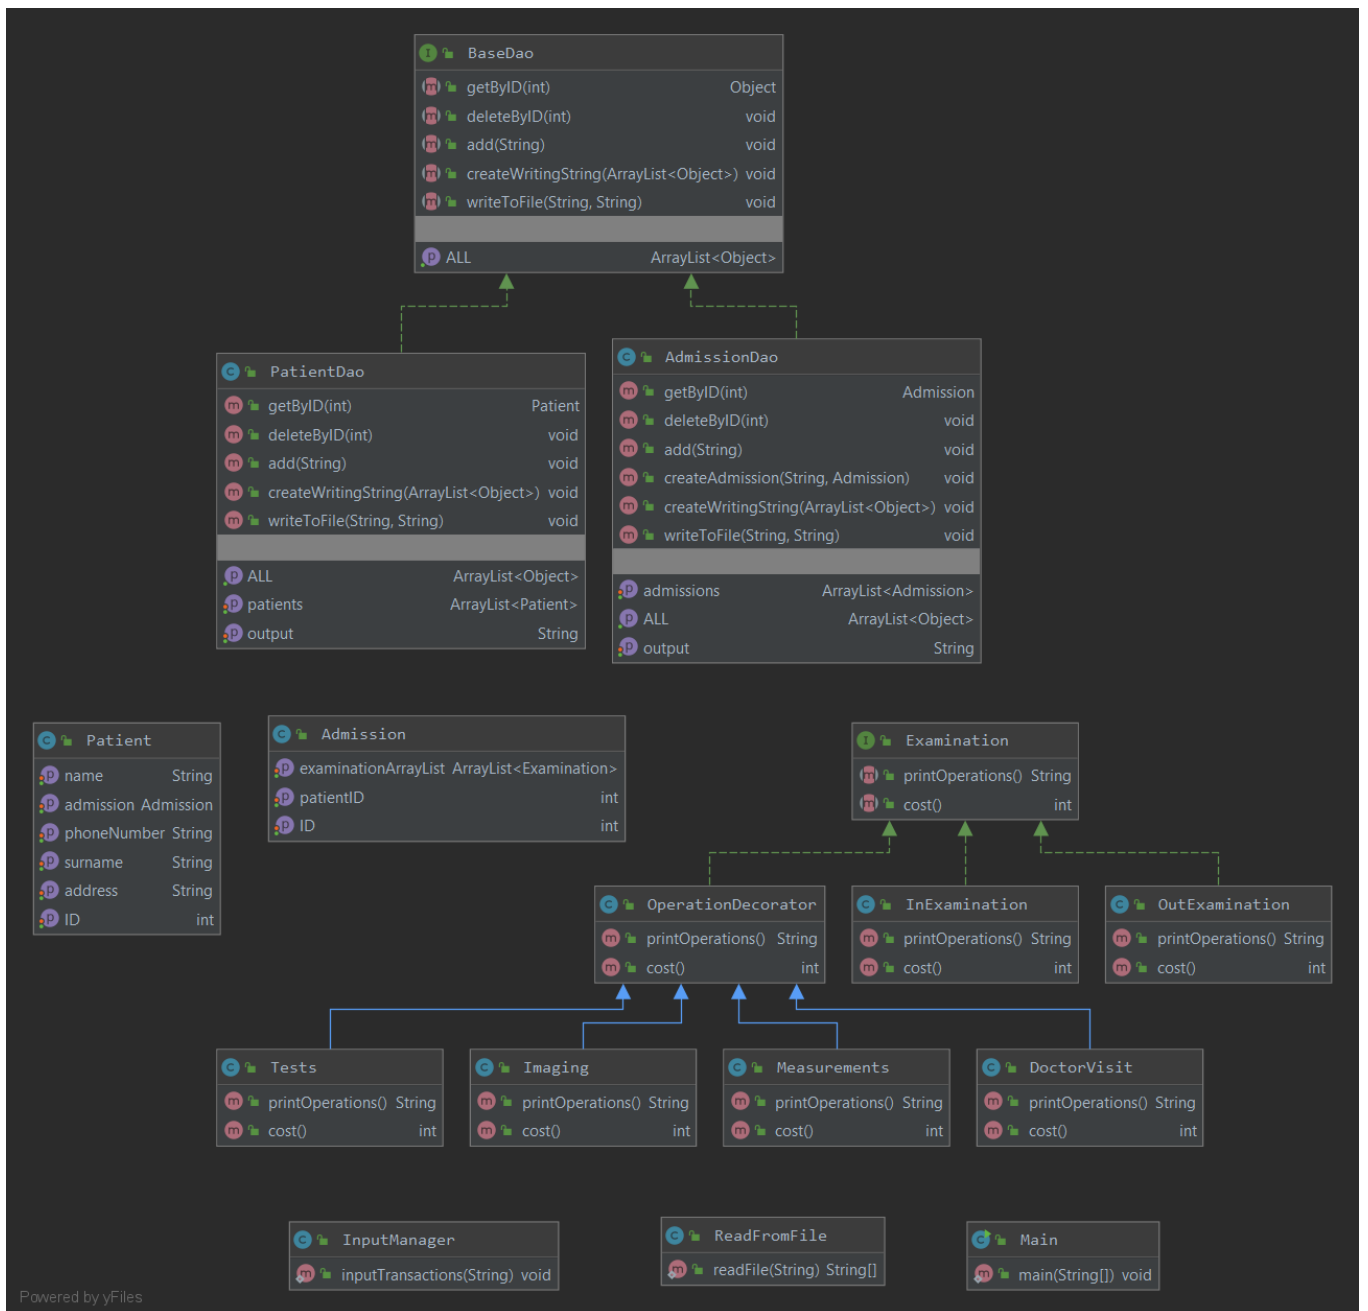 BaseDao
getByID(int) Object
deleteByID(int) void
add(String) void
createWritingString(ArrayList<Object>) void
writeToFile(String, String) void
ALL ArrayList<Object>
PatientDao
getByID(int) Patient
deleteByID(int) void
add(String) void
createWritingString(ArrayList<Object>) void
writeToFile(String, String) void
ALL ArrayList<Object>
patients ArrayList<Patient>
output String
AdmissionDao
getByID(int) Admission
deleteByID(int) void
add(String) void
createAdmission(String, Admission) void
createWritingString(ArrayList<Object>) void
writeToFile(String, String) void
admissions ArrayList<Admission>
ALL ArrayList<Object>
output String
Patient
name String
admission Admission
phoneNumber String
surname String
address String
ID int
Admission
examinationArrayList ArrayList<Examination>
patientID int
ID int
Examination
printOperations() String
cost() int
OperationDecorator
printOperations() String
cost() int
InExamination
printOperations() String
cost() int
OutExamination
printOperations() String
cost() int
Tests
printOperations() String
cost() int
Imaging
printOperations() String
cost() int
Measurements
printOperations() String
cost() int
DoctorVisit
printOperations() String
cost() int
InputManager
inputTransactions(String) void
ReadFromFile
readFile(String) String[]
Main
main(String[]) void
Powered by yFiles